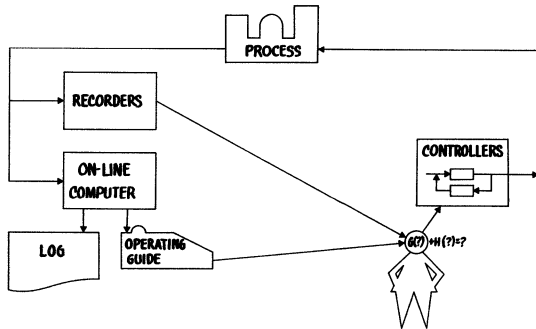 PROCESS
RECORDERS
ON-LINE
COMPUTER
CONTROLLERS
LOG
OPERATING
GUIDE
G(?)+H(?)=?